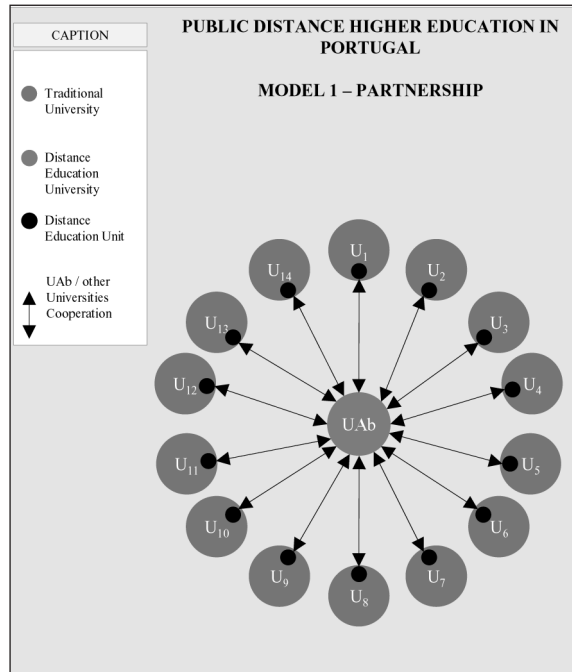 CAPTION
Traditional
University
Distance
Education
University
Distance
Education Unit
UAb / other
Universities
Cooperation
PUBLIC DISTANCE HIGHER EDUCATION IN
PORTUGAL
MODEL 1 – PARTNERSHIP
U1
U2
U3
U4
U5
U6
U7
U8
U9
U10
U11
U12
U13
U14
UAb